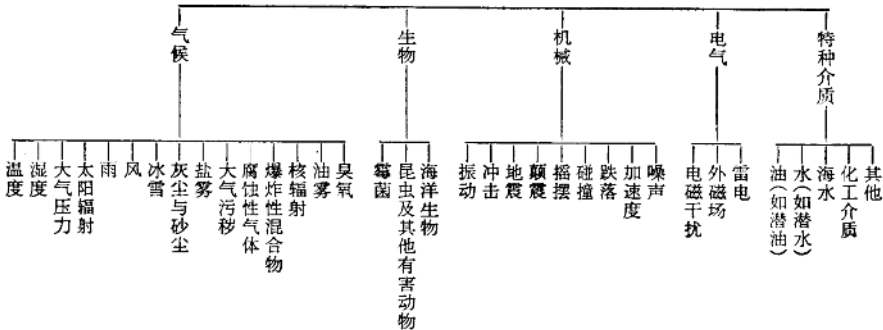 气候
生物
机械
电气
特种介质
温度
湿度
大气压力
太阳辐射
雨
风
冰雪
灰尘与砂尘
盐雾
大气污秽
腐蚀性气体
爆炸性混合物
核辐射
油雾
臭氧
霉菌
昆虫及其他有害动物
海洋生物
振动
冲击
地震
颠震
摇摆
碰撞
跌落
加速度
噪声
电磁干扰
外磁场
雷电
油(如潜油)
水(如潜水)
海水
化工介质
其他